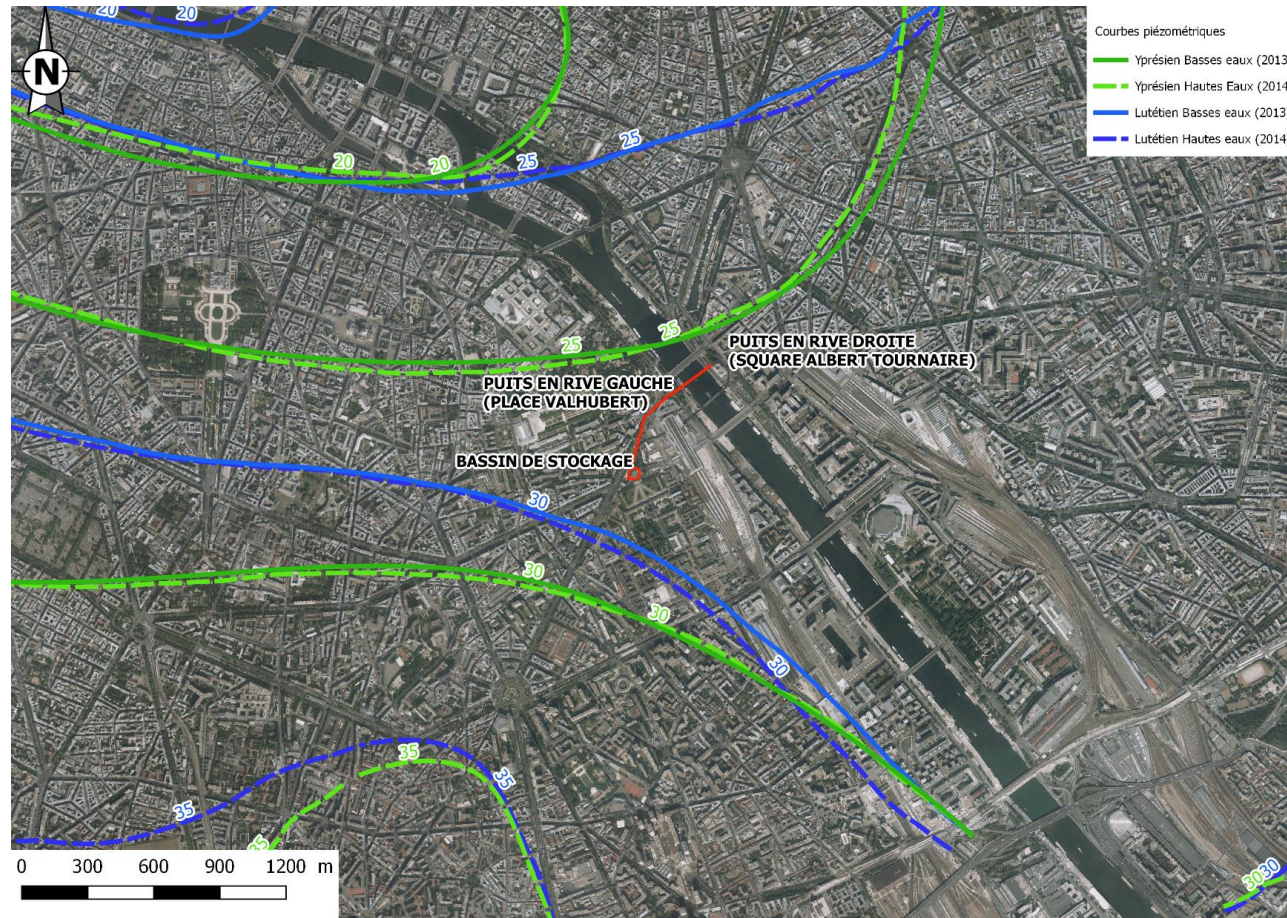 Courbes piézométriques
Yprésien Basses eaux (2013
Yprésien Hautes Eaux (2014
Lutétien Basses eaux (2013
Lutétien Hautes eaux (2014
N
20
20
20
20
25
25
25
25
PUITS EN RIVE DROITE
(SQUARE ALBERT TOURNAIRE)
PUITS EN RIVE GAUCHE
(PLACE VALHUBERT)
BASSIN DE STOCKAGE
30
30
30
30
35
35
35
35
30
30
0 300 600 900 1200 m